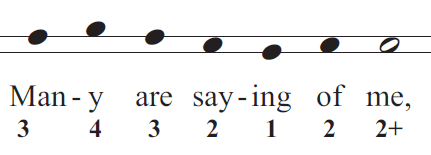 Man - y are say - ing of me,
3 4 3 2 1 2 2+